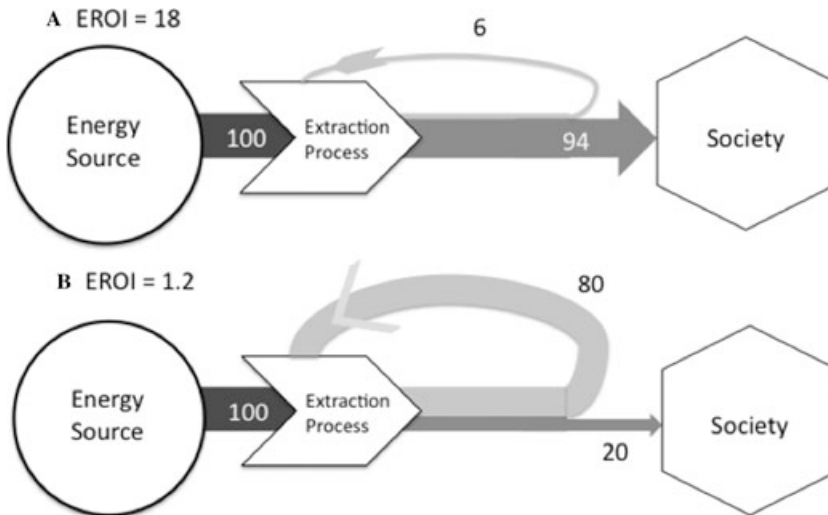 A EROI = 18
6
Energy
Source
100
Extraction
Process
94
Society
B EROI = 1.2
80
Energy
Source
100
Extraction
Process
20
Society